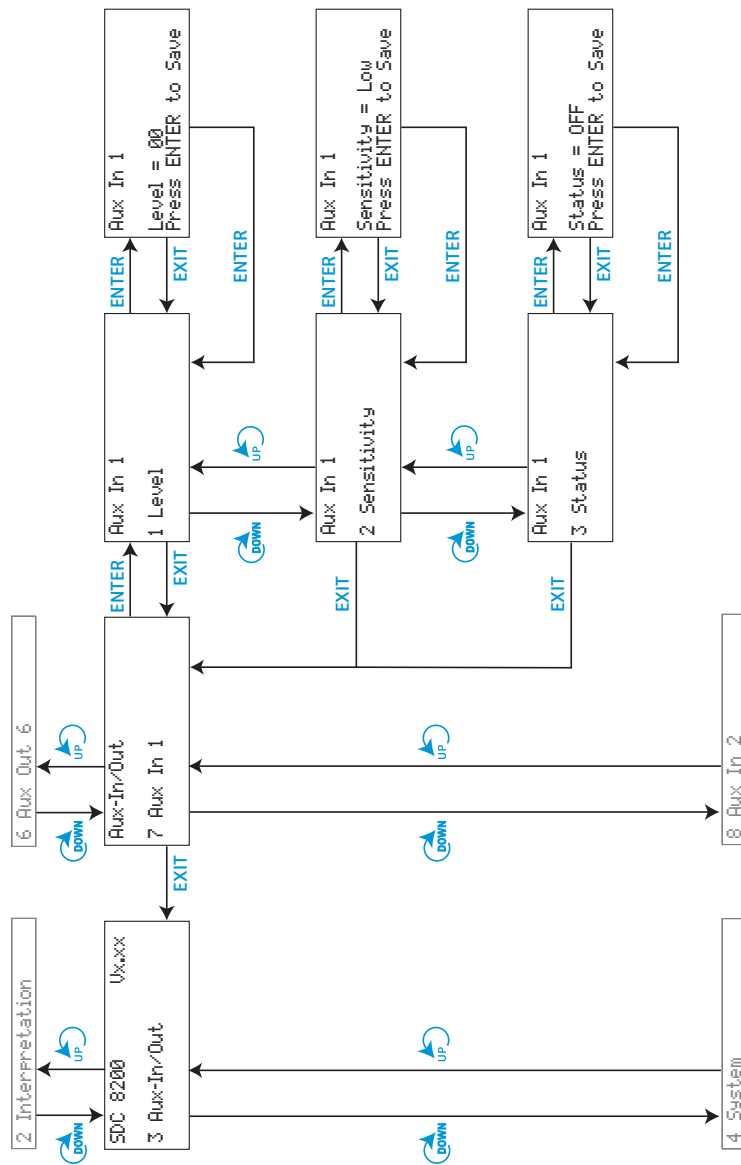 2 Interpretation
DOWN
UP
SDC 8200 Vx.xx
3 Aux-In/Out
DOWN
UP
4 System
EXIT
6 Aux Out 6
DOWN
UP
Aux-In/Out
7 Aux In 1
DOWN
UP
8 Aux In 2
ENTER
EXIT
EXIT
EXIT
Aux In 1
1 Level
DOWN
UP
Aux In 1
2 Sensitivity
DOWN
UP
Aux In 1
3 Status
ENTER
EXIT
ENTER
Aux In 1
Level = 00
Press ENTER to Save
ENTER
EXIT
ENTER
Aux In 1
Sensitivity = Low
Press ENTER to Save
ENTER
EXIT
ENTER
Aux In 1
Status = OFF
Press ENTER to Save